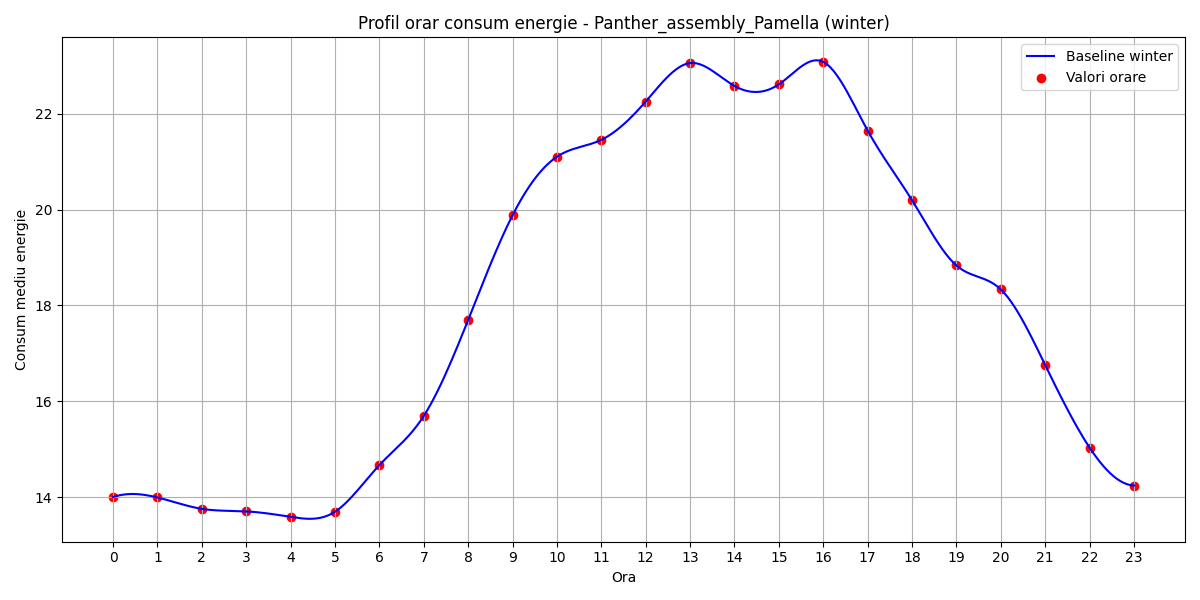 Profil orar consum energie - Panther_assembly_Pamella (winter)
Baseline winter
Valori orare
Consum mediu energie
22
20
18
16
14
0 1 2 3 4 5 6 7 8 9 10 11 12 13 14 15 16 17 18 19 20 21 22 23
Ora